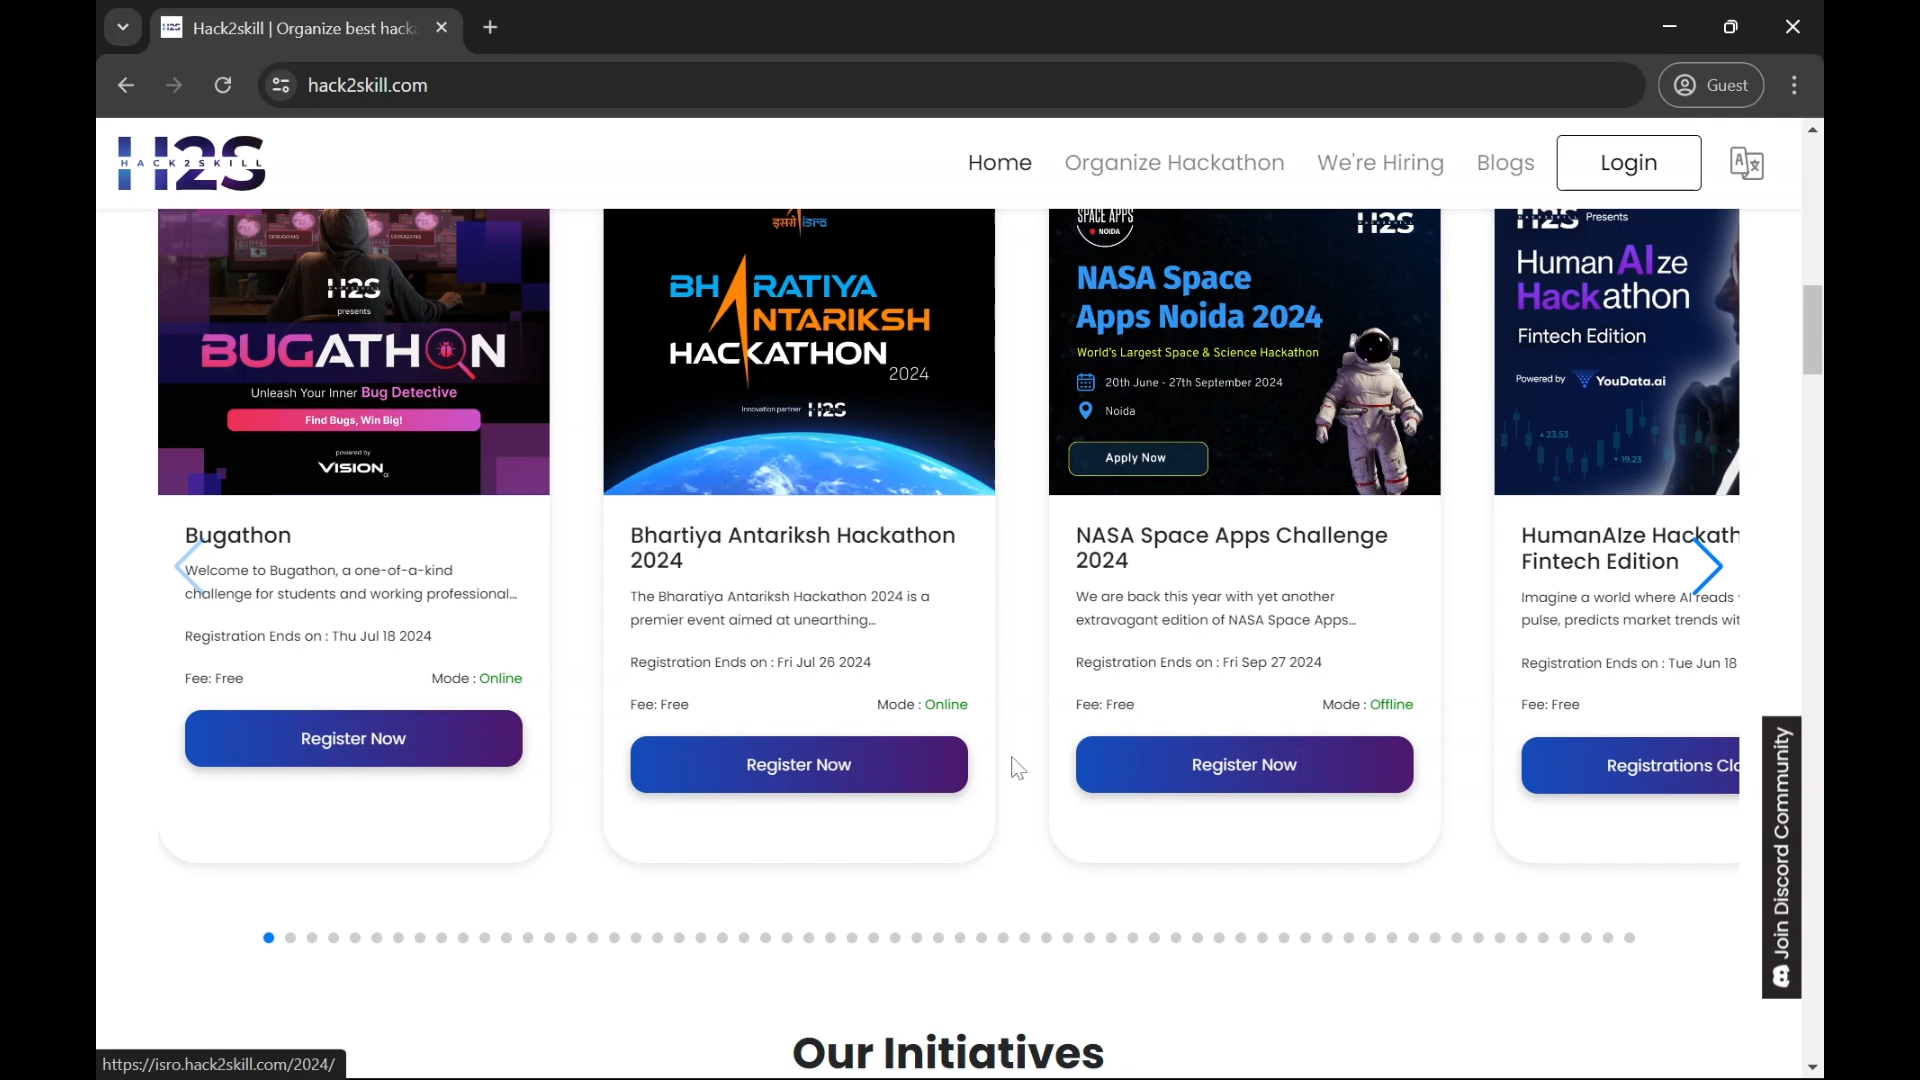 Hack2skill | Organize best hacka
hack2skill.com
Guest
H2S
HACK2SKILL
Home
Organize Hackathon
We're Hiring
Blogs
Login
H2S
presents
BUGATHON
Unleash Your Inner Bug Detective
Find Bugs, Win Big!
powered by
VISION
Bugathon
Welcome to Bugathon, a one-of-a-kind
challenge for students and working professional...
Registration Ends on : Thu Jul 18 2024
Fee: Free
Mode : Online
Register Now
इसरो isro
BHARATIYA
ANTARIKSH
HACKATHON
2024
Innovation partner H2S
Bhartiya Antariksh Hackathon
2024
The Bharatiya Antariksh Hackathon 2024 is a
premier event aimed at unearthing...
Registration Ends on : Fri Jul 26 2024
Fee: Free
Mode : Online
Register Now
SPACE APPS
NOIDA
H2S
NASA Space
Apps Noida 2024
World's Largest Space & Science Hackathon
20th June - 27th September 2024
Noida
Apply Now
NASA Space Apps Challenge
2024
We are back this year with yet another
extravagant edition of NASA Space Apps...
Registration Ends on : Fri Sep 27 2024
Fee: Free
Mode : Offline
Register Now
H2S Presents
Human AIze
Hackathon
Fintech Edition
Powered by YouData.ai
23.53
19.23
HumanAIze Hackath
Fintech Edition
Imagine a world where AI reads
pulse, predicts market trends wit
Registration Ends on : Tue Jun 18
Fee: Free
Registrations Clo
Join Discord Community
Our Initiatives
https://isro.hack2skill.com/2024/